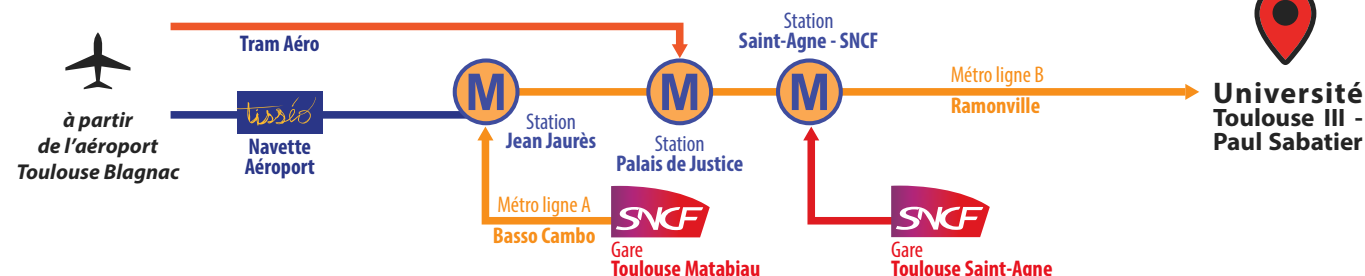 à partir
de l’aéroport
Toulouse Blagnac
Tram Aéro
tisséo
Navette
Aéroport
M
Station
Jean Jaurès
M
Station
Palais de Justice
Station
Saint-Agne - SNCF
M
Métro ligne B
Ramonville
Université
Toulouse III -
Paul Sabatier
Métro ligne A
Basso Cambo
SNCF
Gare
Toulouse Matabiau
SNCF
Gare
Toulouse Saint-Agne